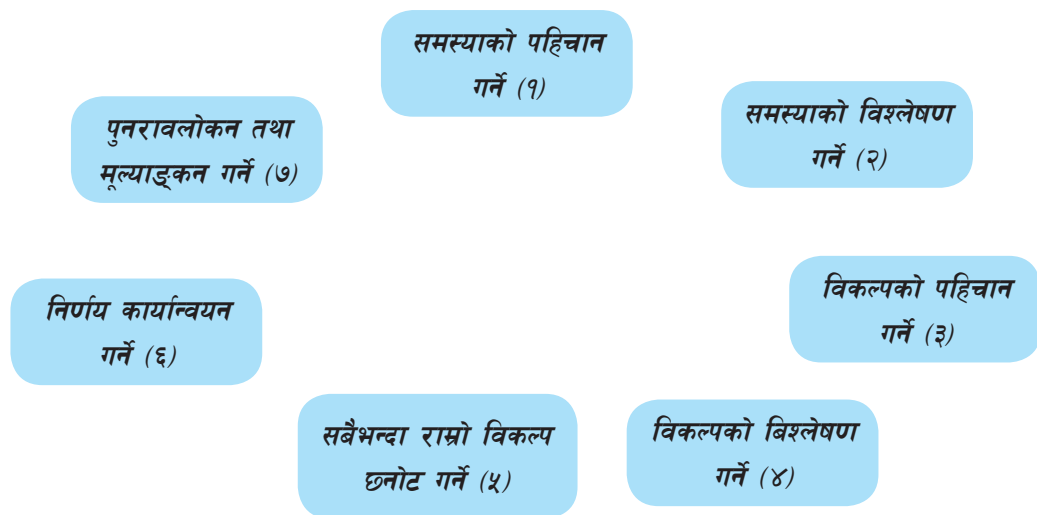 समस्याको पहिचान
गर्ने (१)
समस्याको विश्लेषण
गर्ने (२)
विकल्पको पहिचान
गर्ने (३)
विकल्पको बिश्लेषण
गर्ने (४)
सबैभन्दा राम्रो विकल्प
छनोट गर्ने (५)
निर्णय कार्यान्वयन
गर्ने (६)
पुनरावलोकन तथा
मूल्याङ्कन गर्ने (७)